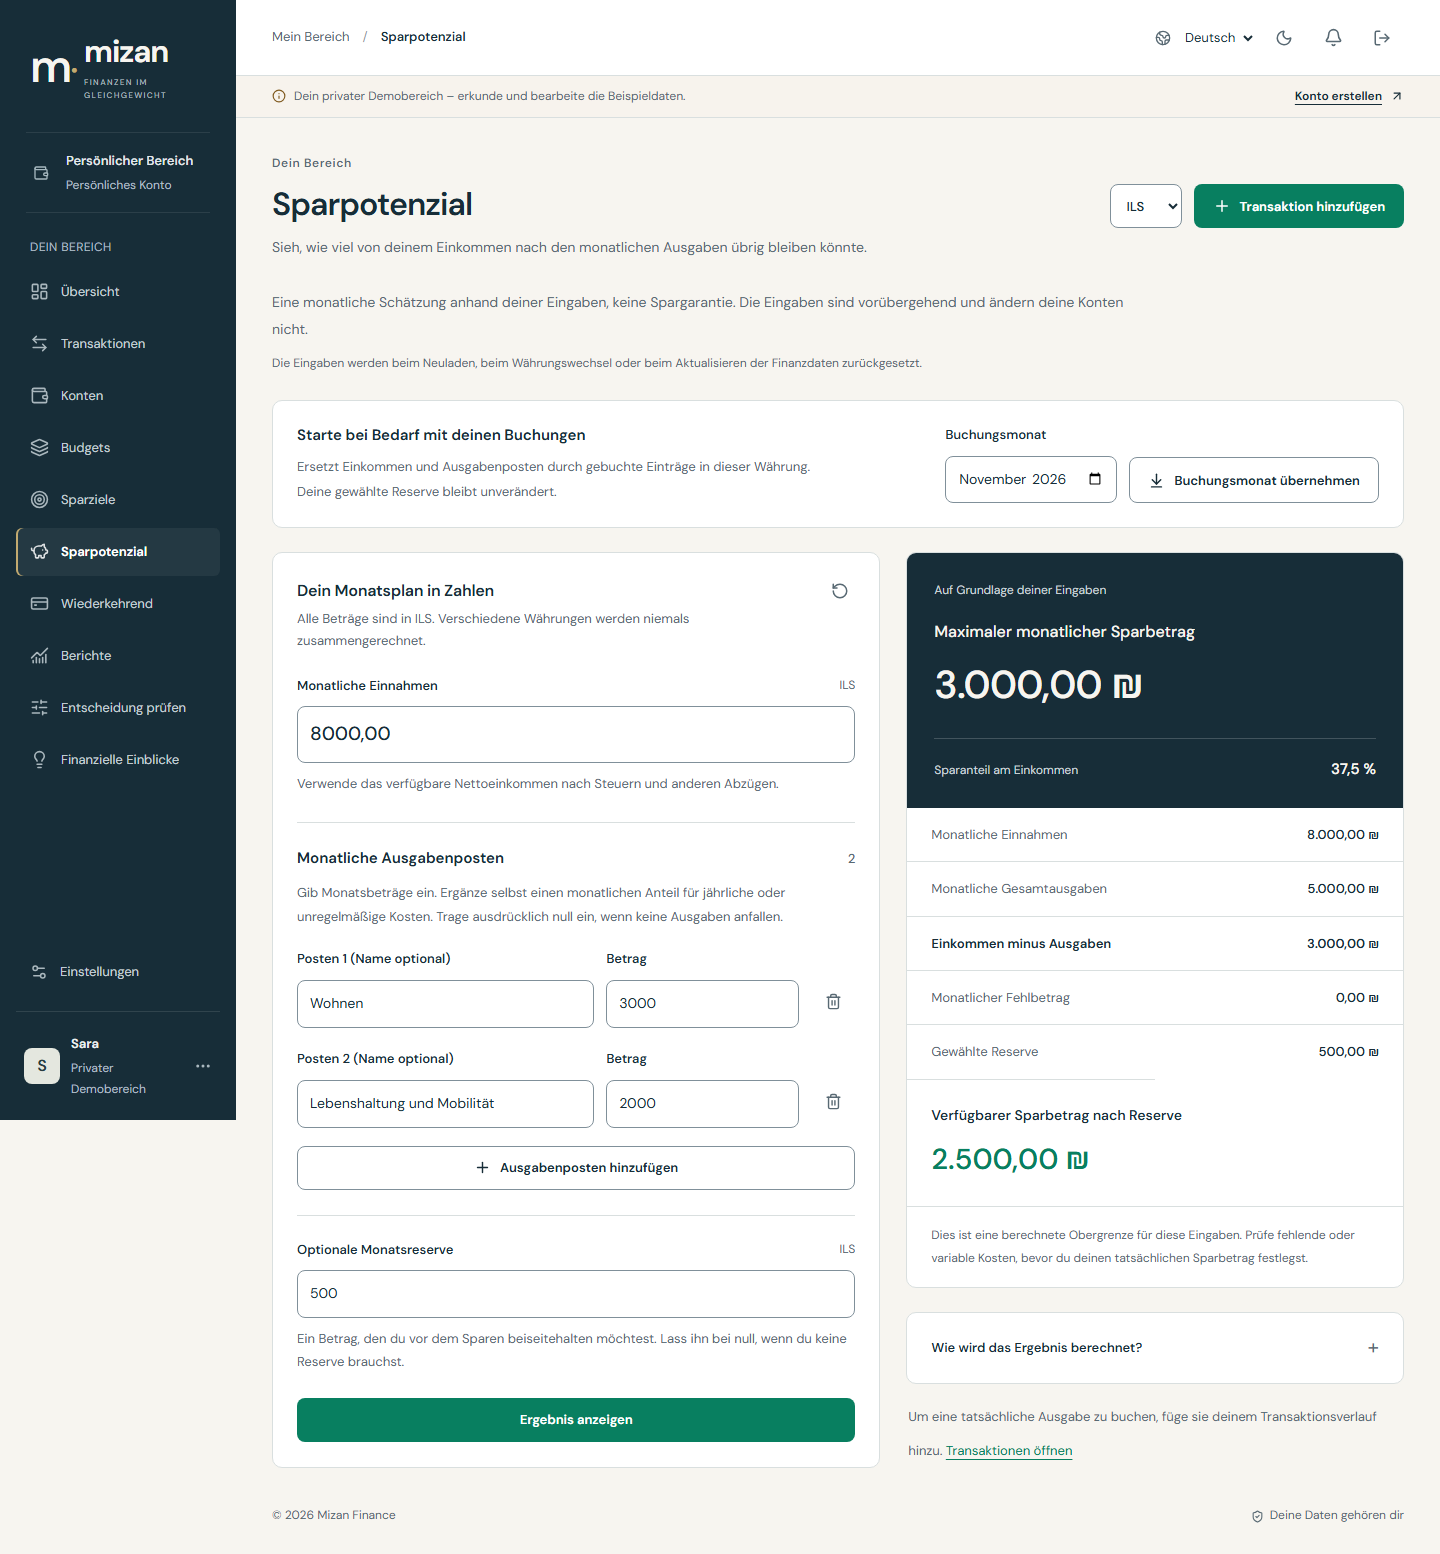 m.
mizan
FINANZEN IM
GLEICHGEWICHT
Persönlicher Bereich
Persönliches Konto
DEIN BEREICH
Übersicht
Transaktionen
Konten
Budgets
Sparziele
Sparpotenzial
Wiederkehrend
Berichte
Entscheidung prüfen
Finanzielle Einblicke
Einstellungen
S
Sara
Privater
Demobereich
Mein Bereich / Sparpotenzial
Deutsch
Dein privater Demobereich – erkunde und bearbeite die Beispieldaten.
Konto erstellen
Dein Bereich
Sparpotenzial
ILS
Transaktion hinzufügen
Sieh, wie viel von deinem Einkommen nach den monatlichen Ausgaben übrig bleiben könnte.
Eine monatliche Schätzung anhand deiner Eingaben, keine Spargarantie. Die Eingaben sind vorübergehend und ändern deine Konten
nicht.
Die Eingaben werden beim Neuladen, beim Währungswechsel oder beim Aktualisieren der Finanzdaten zurückgesetzt.
Starte bei Bedarf mit deinen Buchungen
Ersetzt Einkommen und Ausgabenposten durch gebuchte Einträge in dieser Währung.
Deine gewählte Reserve bleibt unverändert.
Buchungsmonat
November 2026
Buchungsmonat übernehmen
Dein Monatsplan in Zahlen
Alle Beträge sind in ILS. Verschiedene Währungen werden niemals
zusammengerechnet.
Monatliche Einnahmen
ILS
8000,00
Verwende das verfügbare Nettoeinkommen nach Steuern und anderen Abzügen.
Monatliche Ausgabenposten
2
Gib Monatsbeträge ein. Ergänze selbst einen monatlichen Anteil für jährliche oder
unregelmäßige Kosten. Trage ausdrücklich null ein, wenn keine Ausgaben anfallen.
Posten 1 (Name optional)
Betrag
Wohnen
3000
Posten 2 (Name optional)
Betrag
Lebenshaltung und Mobilität
2000
Ausgabenposten hinzufügen
Optionale Monatsreserve
ILS
500
Ein Betrag, den du vor dem Sparen beiseitehalten möchtest. Lass ihn bei null, wenn du keine
Reserve brauchst.
Ergebnis anzeigen
Auf Grundlage deiner Eingaben
Maximaler monatlicher Sparbetrag
3.000,00 ₪
Sparanteil am Einkommen
37,5 %
Monatliche Einnahmen
8.000,00 ₪
Monatliche Gesamtausgaben
5.000,00 ₪
Einkommen minus Ausgaben
3.000,00 ₪
Monatlicher Fehlbetrag
0,00 ₪
Gewählte Reserve
500,00 ₪
Verfügbarer Sparbetrag nach Reserve
2.500,00 ₪
Dies ist eine berechnete Obergrenze für diese Eingaben. Prüfe fehlende oder
variable Kosten, bevor du deinen tatsächlichen Sparbetrag festlegst.
Wie wird das Ergebnis berechnet?
+
Um eine tatsächliche Ausgabe zu buchen, füge sie deinem Transaktionsverlauf
hinzu. Transaktionen öffnen
© 2026 Mizan Finance
Deine Daten gehören dir